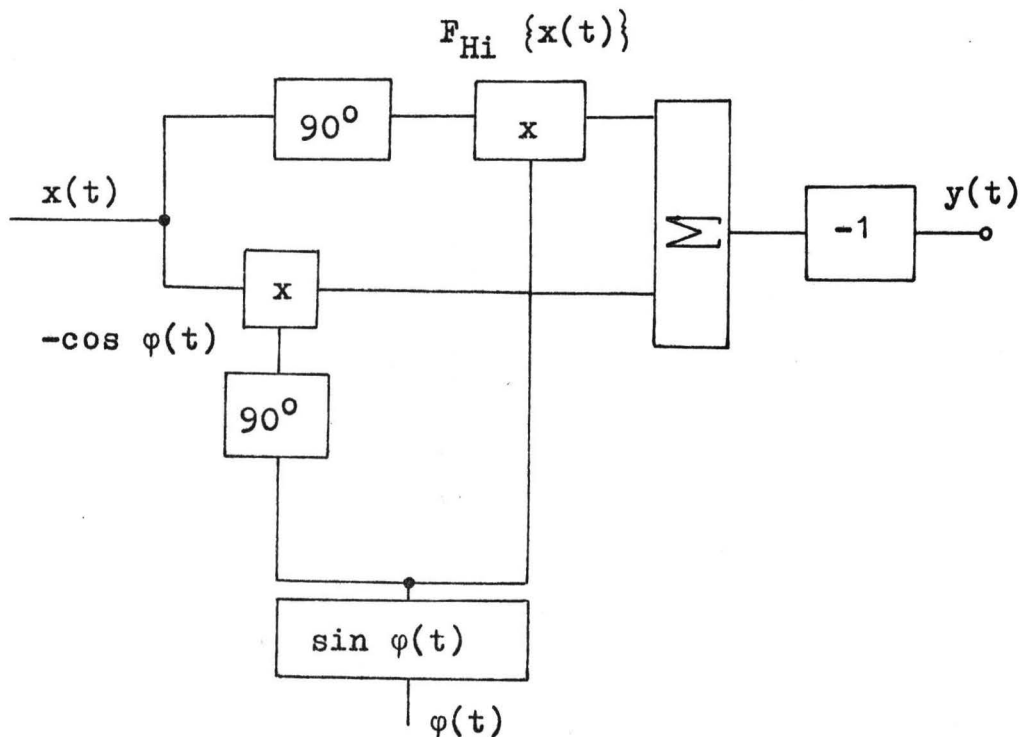 F_Hi {x(t)}
90°
x
x(t)
Σ
-1
y(t)
x
-cos φ(t)
90°
sin φ(t)
φ(t)